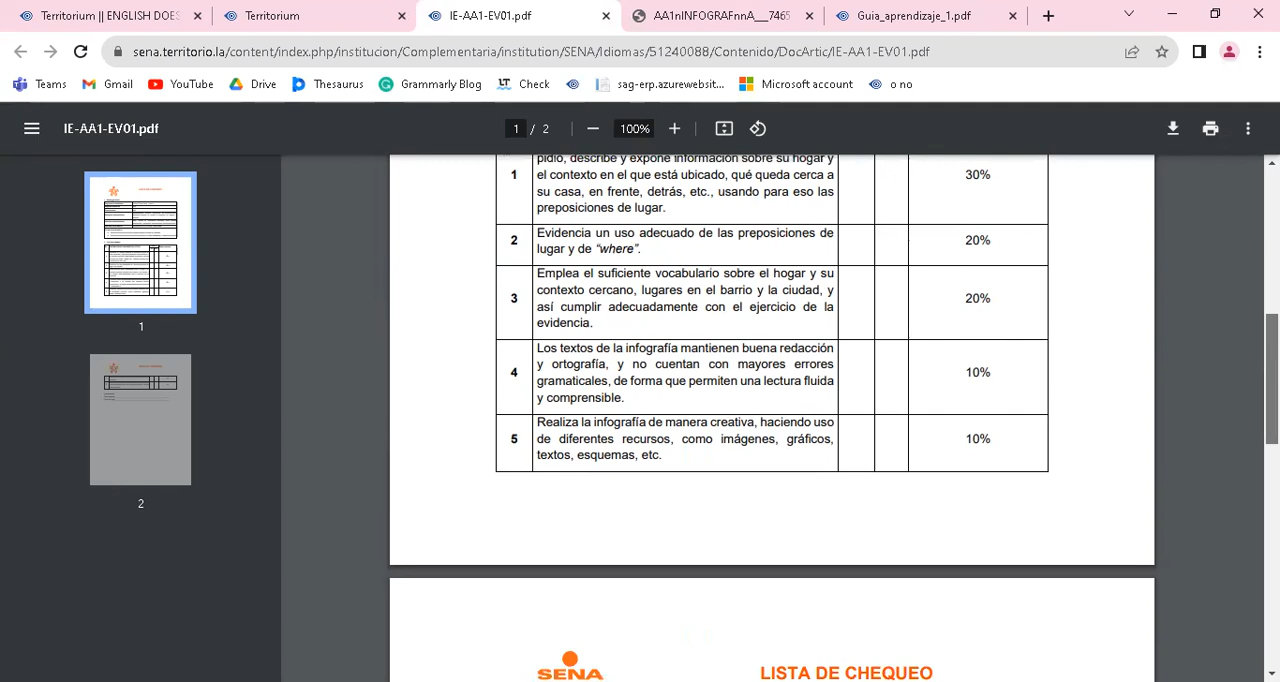 Territorium || ENGLISH DOES
Territorium
IE-AA1-EV01.pdf
AA1nINFOGRAFnnA___7465
Guia_aprendizaje_1.pdf
sena.territorio.la/content/index.php/institucion/Complementaria/institution/SENA/Idiomas/51240088/Contenido/DocArtic/IE-AA1-EV01.pdf
Teams
Gmail
YouTube
Drive
Thesaurus
Grammarly Blog
LT Check
sag-erp.azurewebsit...
Microsoft account
o no
IE-AA1-EV01.pdf
1 / 2
100%
1
2
pidió, describe y expone información sobre su hogar y
1 el contexto en el que está ubicado, qué queda cerca a 30%
su casa, en frente, detrás, etc., usando para eso las
preposiciones de lugar.
2 Evidencia un uso adecuado de las preposiciones de 20%
lugar y de “where”.
Emplea el suficiente vocabulario sobre el hogar y su
3 contexto cercano, lugares en el barrio y la ciudad, y 20%
así cumplir adecuadamente con el ejercicio de la
evidencia.
Los textos de la infografía mantienen buena redacción
4 y ortografía, y no cuentan con mayores errores 10%
gramaticales, de forma que permiten una lectura fluida
y comprensible.
Realiza la infografía de manera creativa, haciendo uso
5 de diferentes recursos, como imágenes, gráficos, 10%
textos, esquemas, etc.
SENA
LISTA DE CHEQUEO